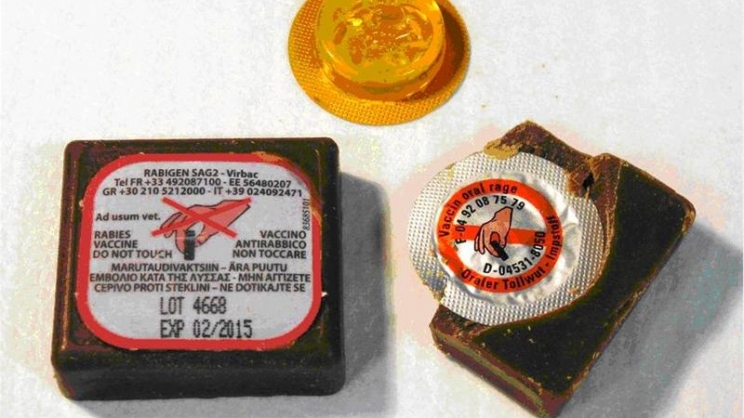 RABIGEN SAG2 - Virbac
Tel FR +33 492087100 - EE 56480207
GR +30 210 5212000 - IT +39 024092471
Ad usum vet.
RABIES
VACCINE
DO NOT TOUCH
VACCINO
ANTIRABBICO
NON TOCCARE
MARUTAUDIVAKTSIIN – ÄRA PUUTU
ΕΜΒΟΛΙΟ ΚΑΤΑ ΤΗΣ ΛΥΣΣΑΣ - ΜΗΝ ΑΓΓΙΖΕΤΕ
CEPIVO PROTI STEKLINI – NE DOTIKAJTE SE
LOT 4668
EXP 02/2015
Vaccin oral rage
F-04 92 08 75 79
D-04531-8050
Oraler Tollwut - Impfstoff